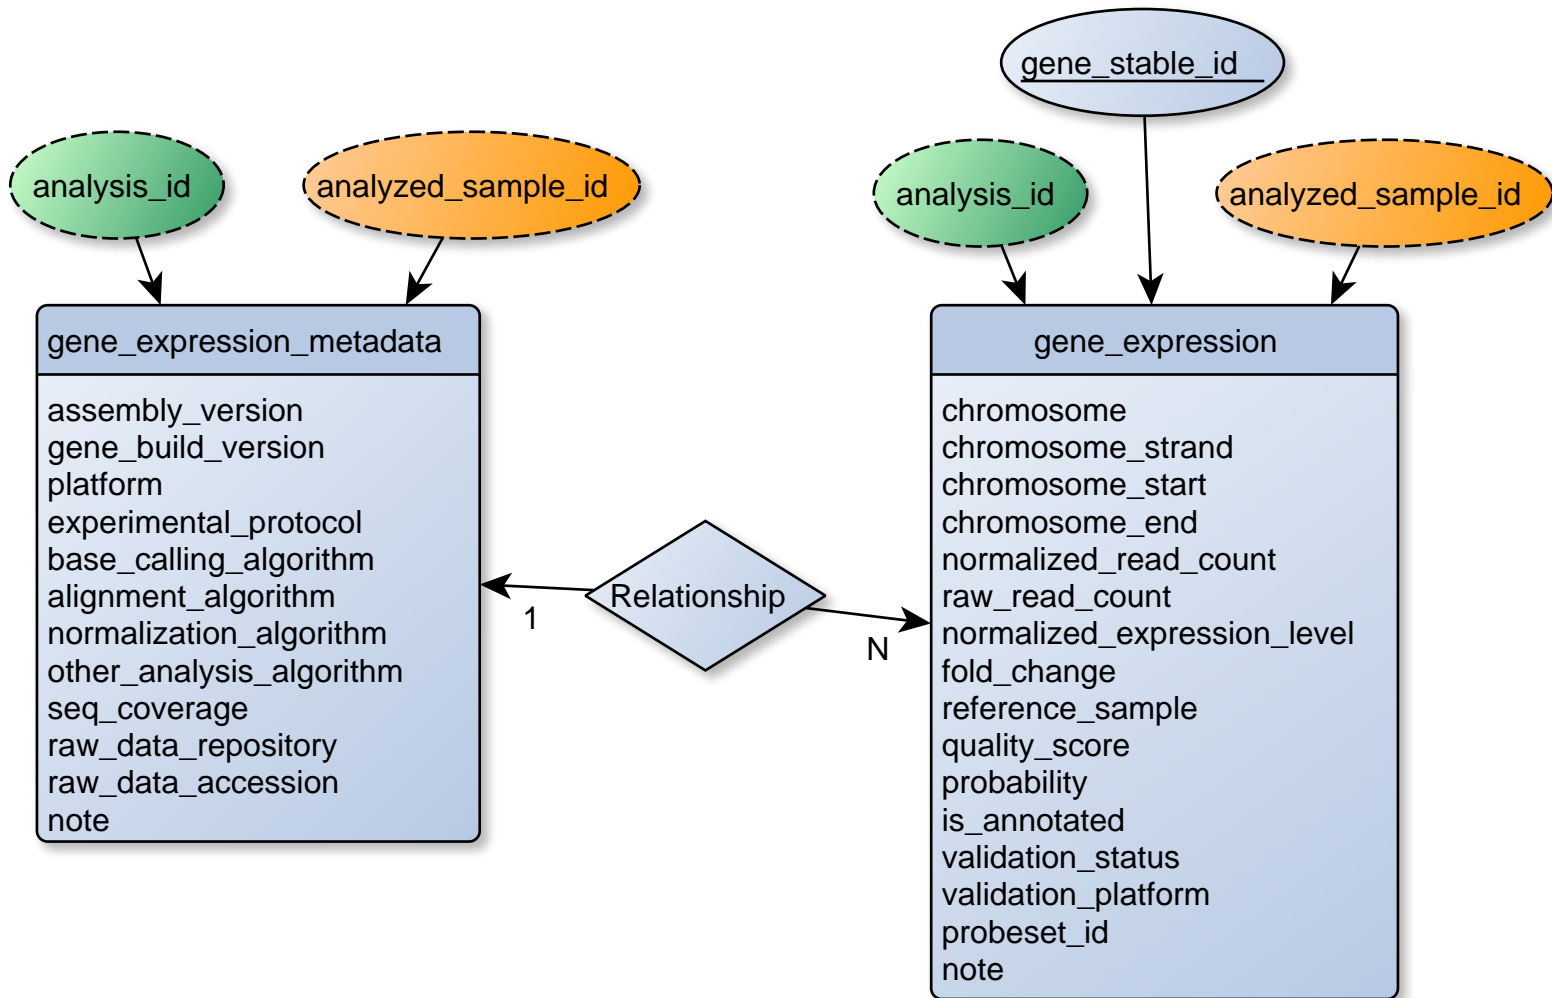 gene_stable_id
analysis_id
analyzed_sample_id
analysis_id
analyzed_sample_id
gene_expression_metadata
assembly_version
gene_build_version
platform
experimental_protocol
base_calling_algorithm
alignment_algorithm
normalization_algorithm
other_analysis_algorithm
seq_coverage
raw_data_repository
raw_data_accession
note
1
Relationship
N
gene_expression
chromosome
chromosome_strand
chromosome_start
chromosome_end
normalized_read_count
raw_read_count
normalized_expression_level
fold_change
reference_sample
quality_score
probability
is_annotated
validation_status
validation_platform
probeset_id
note